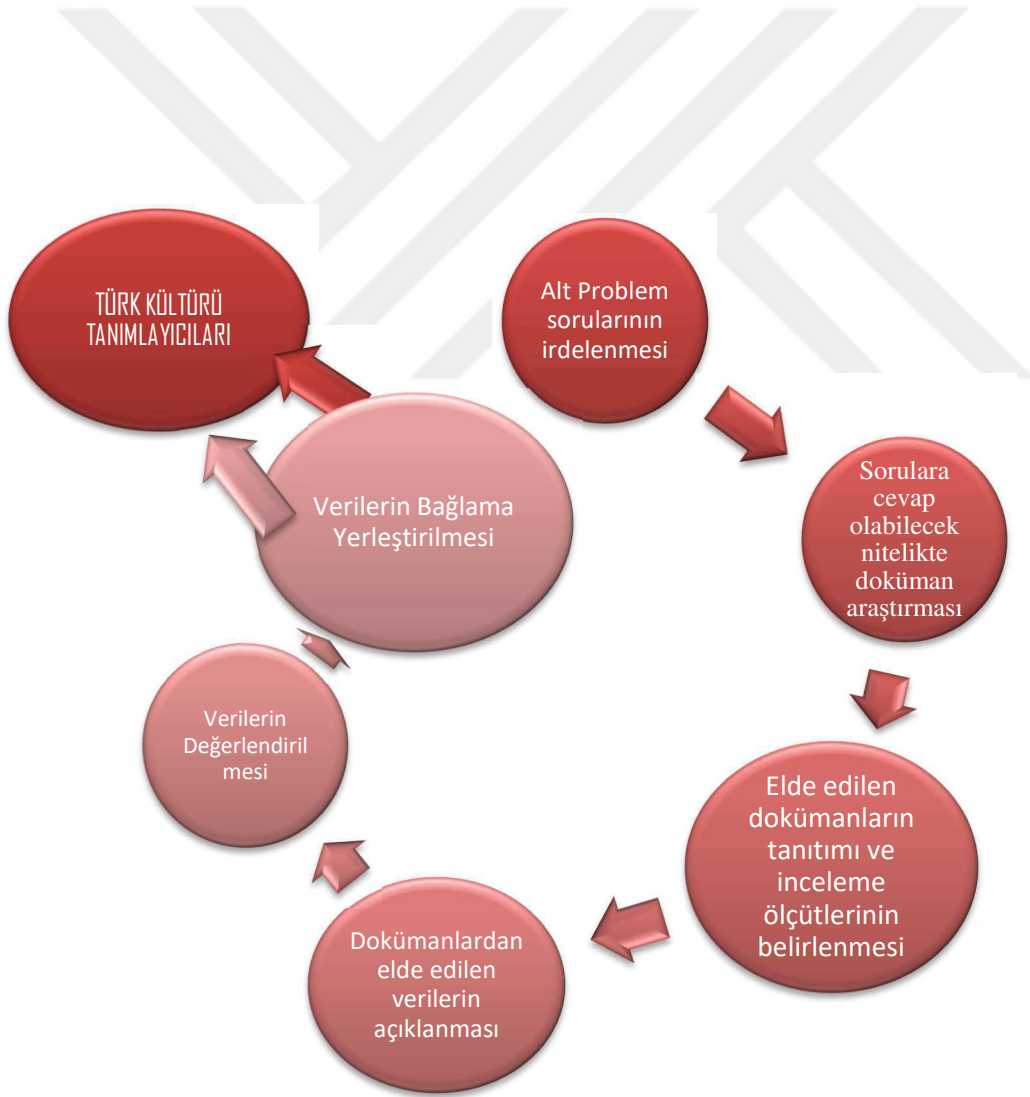 TÜRK KÜLTÜRÜ
TANIMLAYICILARI
Alt Problem
sorularının
irdelenmesi
Sorulara
cevap
olabilecek
nitelikte
doküman
araştırması
Elde edilen
dokümanların
tanıtımı ve
inceleme
ölçütlerinin
belirlenmesi
Dokümanlardan
elde edilen
verilerin
açıklanması
Verilerin
Değerlendiril
mesi
Verilerin Bağlama
Yerleştirilmesi